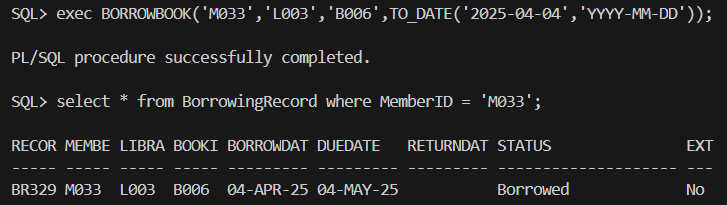 SQL> exec BORROWBOOK('M033','L003','B006',TO_DATE('2025-04-04','YYYY-MM-DD'));
PL/SQL procedure successfully completed.
SQL> select * from BorrowingRecord where MemberID = 'M033';
RECOR MEMBE LIBRA BOOKI BORROWDAT DUEDATE   RETURNDAT STATUS               EXT
----- ----- ----- ----- --------- --------- --------- -------------------- ---
BR329 M033  L003  B006  04-APR-25 04-MAY-25           Borrowed             No